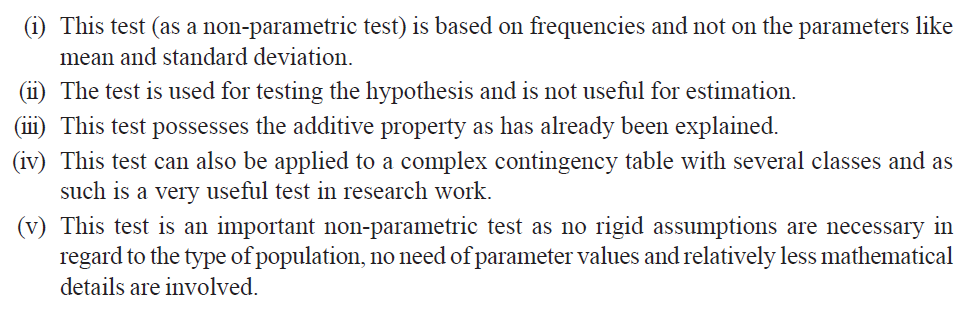 (i) This test (as a non-parametric test) is based on frequencies and not on the parameters like
mean and standard deviation.
(ii) The test is used for testing the hypothesis and is not useful for estimation.
(iii) This test possesses the additive property as has already been explained.
(iv) This test can also be applied to a complex contingency table with several classes and as
such is a very useful test in research work.
(v) This test is an important non-parametric test as no rigid assumptions are necessary in
regard to the type of population, no need of parameter values and relatively less mathematical
details are involved.